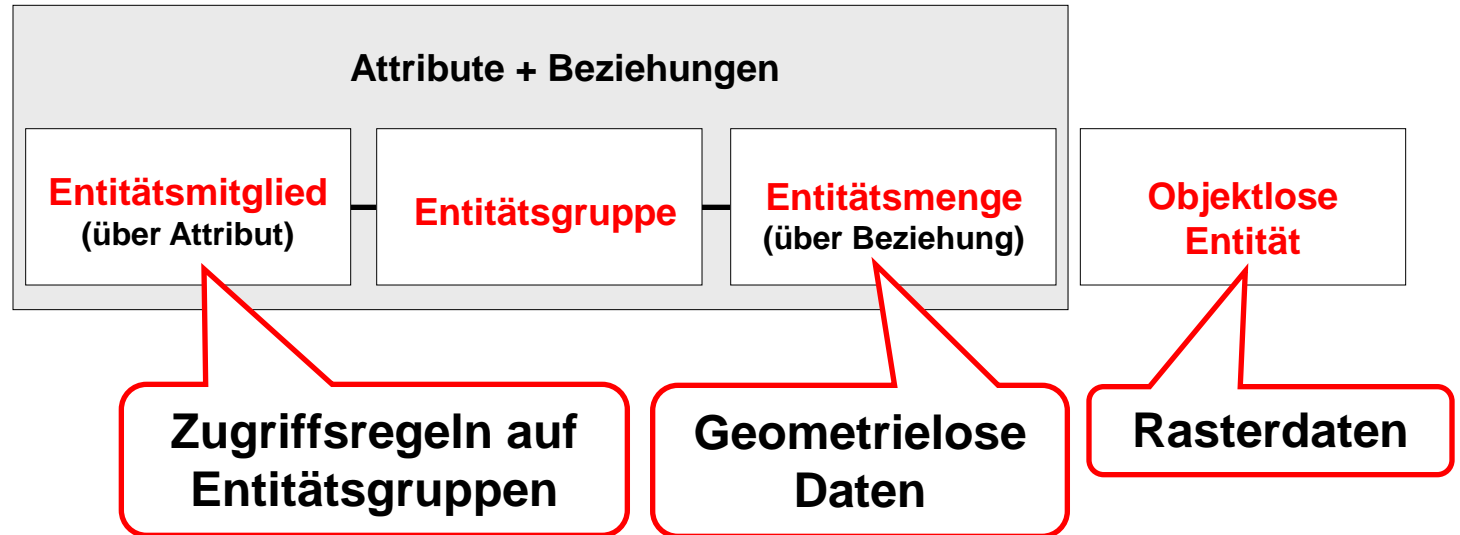 Attribute + Beziehungen
Entitätsmitglied
(über Attribut)
Entitätsgruppe
Entitätsmenge
(über Beziehung)
Objektlose
Entität
Zugriffsregeln auf
Entitätsgruppen
Geometrielose
Daten
Rasterdaten